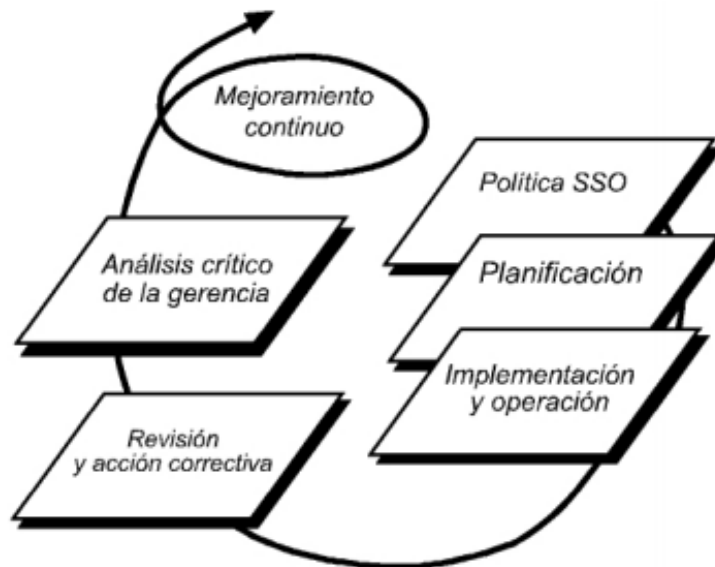 Mejoramiento
continuo
Política SSO
Planificación
Implementación
y operación
Análisis crítico
de la gerencia
Revisión
y acción correctiva